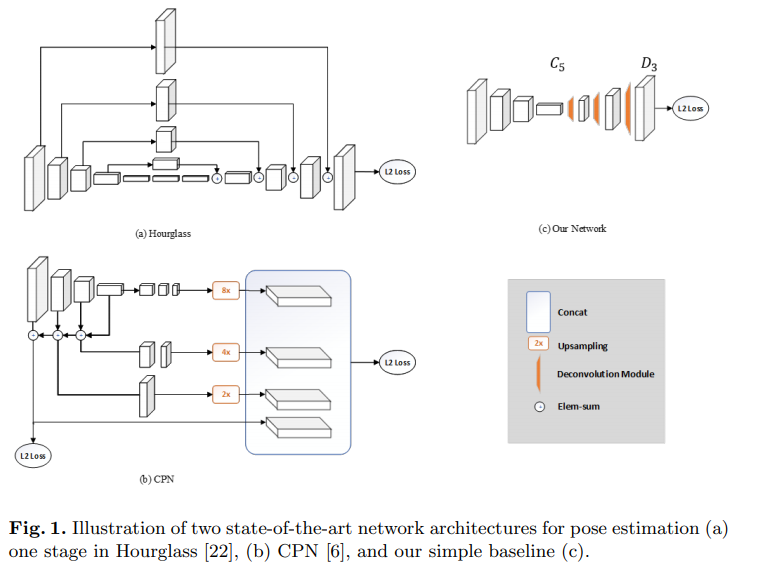 C5
D3
L2 Loss
L2 Loss
(a) Hourglass
(c) Our Network
8x
4x
L2 Loss
2x
L2 Loss
(b) CPN
Concat
2x
Upsampling
Deconvolution Module
Elem-sum
Fig. 1. Illustration of two state-of-the-art network architectures for pose estimation (a)
one stage in Hourglass [22], (b) CPN [6], and our simple baseline (c).